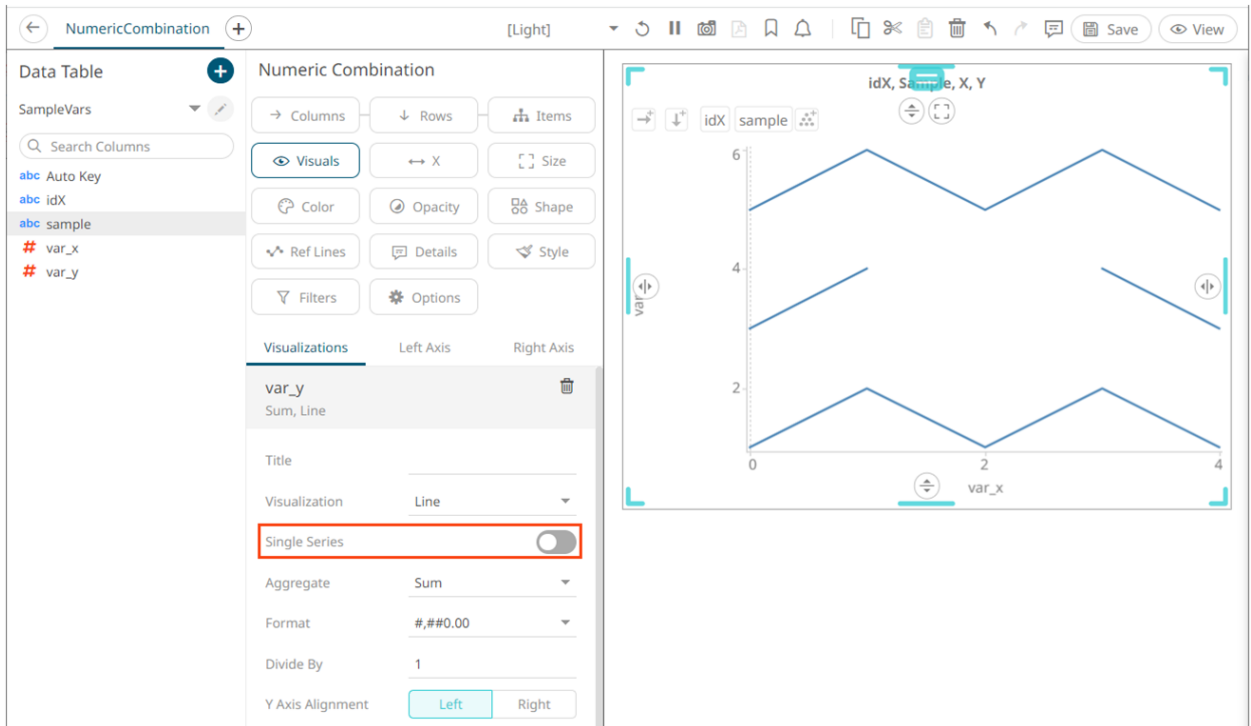 NumericCombination
[Light]
Save
View
Data Table
SampleVars
Search Columns
abc Auto Key
abc idX
abc sample
# var_x
# var_y
Numeric Combination
Columns
Rows
Items
Visuals
X
Size
Color
Opacity
Shape
Ref Lines
Details
Style
Filters
Options
Visualizations
Left Axis
Right Axis
var_y
Sum, Line
Title
Visualization
Line
Single Series
Aggregate
Sum
Format
#,##0.00
Divide By
1
Y Axis Alignment
Left
Right
idX, Sample, X, Y
idX
sample
6
4
2
0
2
4
var_x